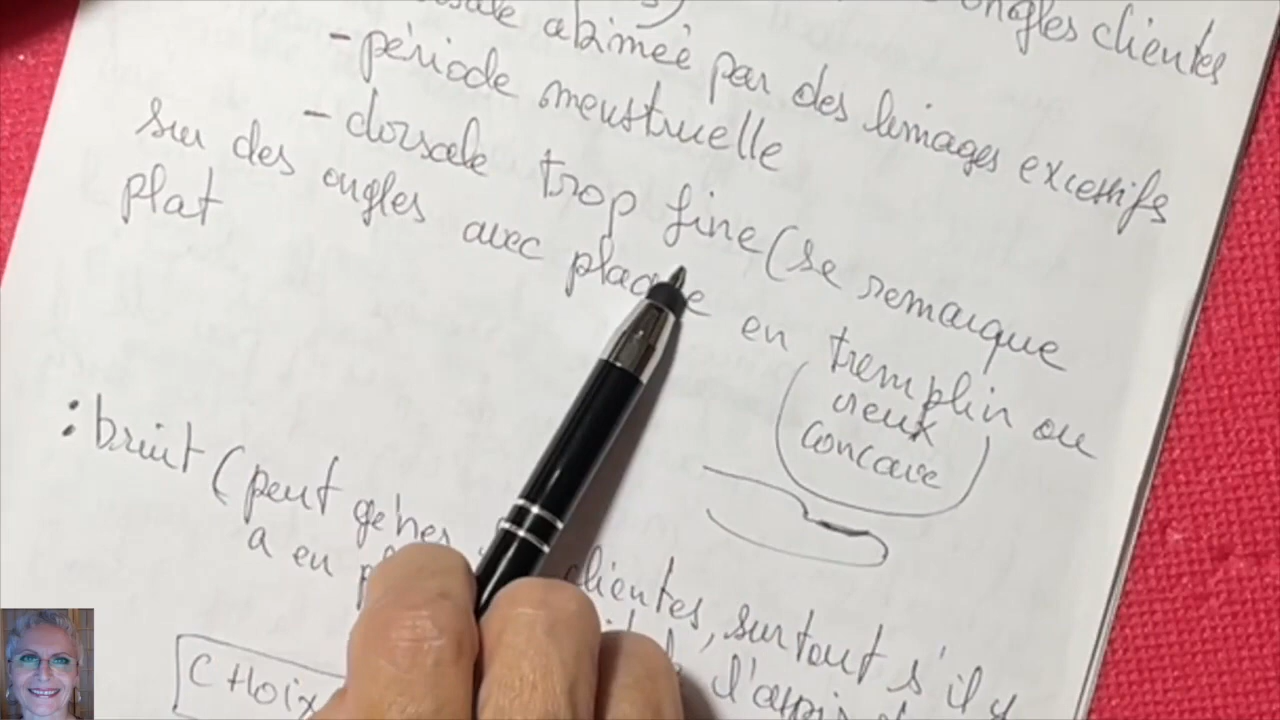 ongles clientes
abimée par des limages excessifs
- période menstruelle
- dorsale trop fine (se remarque
sur des ongles avec plaque en tremplin ou
plat
creux
concave
: bruit (peut gêner clientes, surtout s'il y
a en
CHOIX